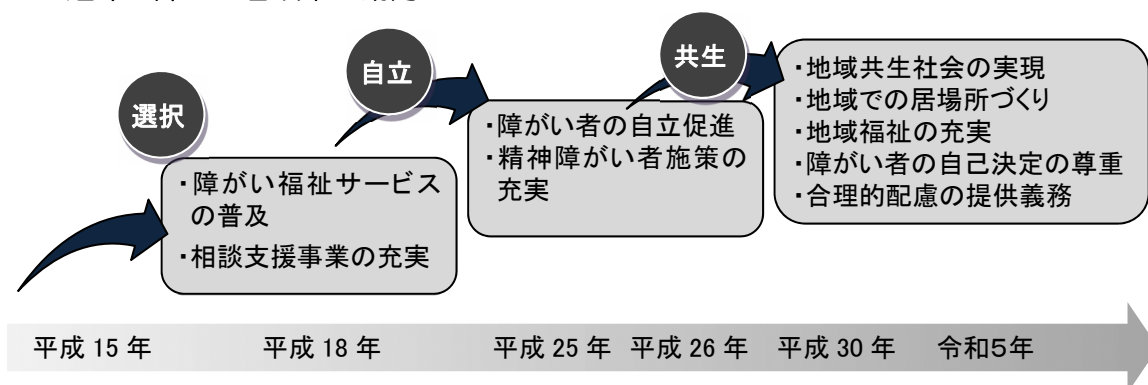 選択
・障がい福祉サービス
の普及
・相談支援事業の充実
自立
・障がい者の自立促進
・精神障がい者施策の
充実
共生
・地域共生社会の実現
・地域での居場所づくり
・地域福祉の充実
・障がい者の自己決定の尊重
・合理的配慮の提供義務
平成 15 年 平成 18 年 平成 25 年 平成 26 年 平成 30 年 令和5年